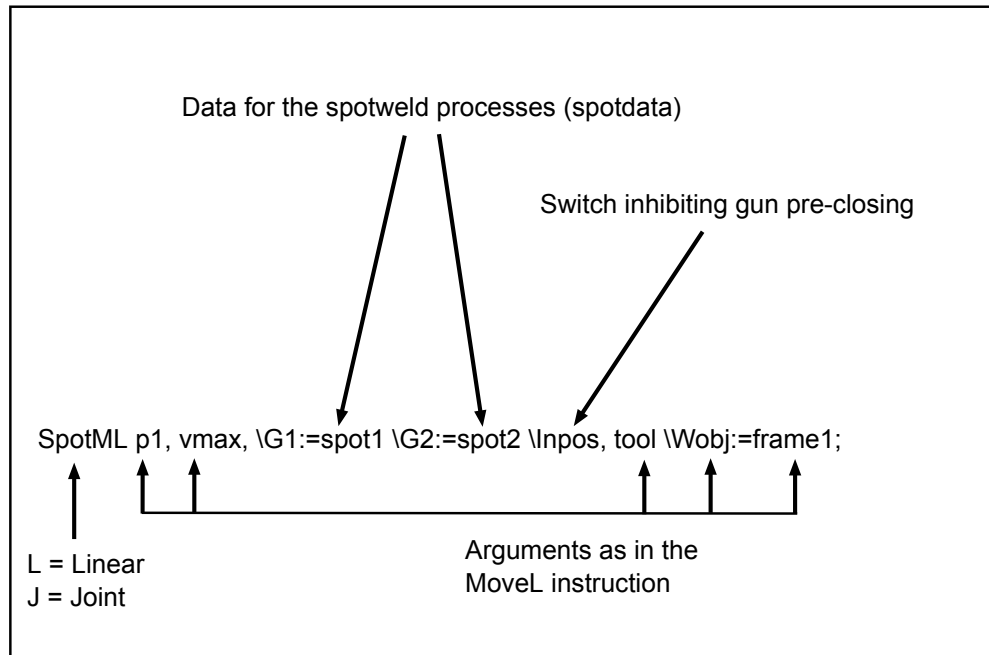 Data for the spotweld processes (spotdata)
Switch inhibiting gun pre-closing
SpotML p1, vmax, \G1:=spot1 \G2:=spot2 \Inpos, tool \Wobj:=frame1;
L = Linear
J = Joint
Arguments as in the
MoveL instruction